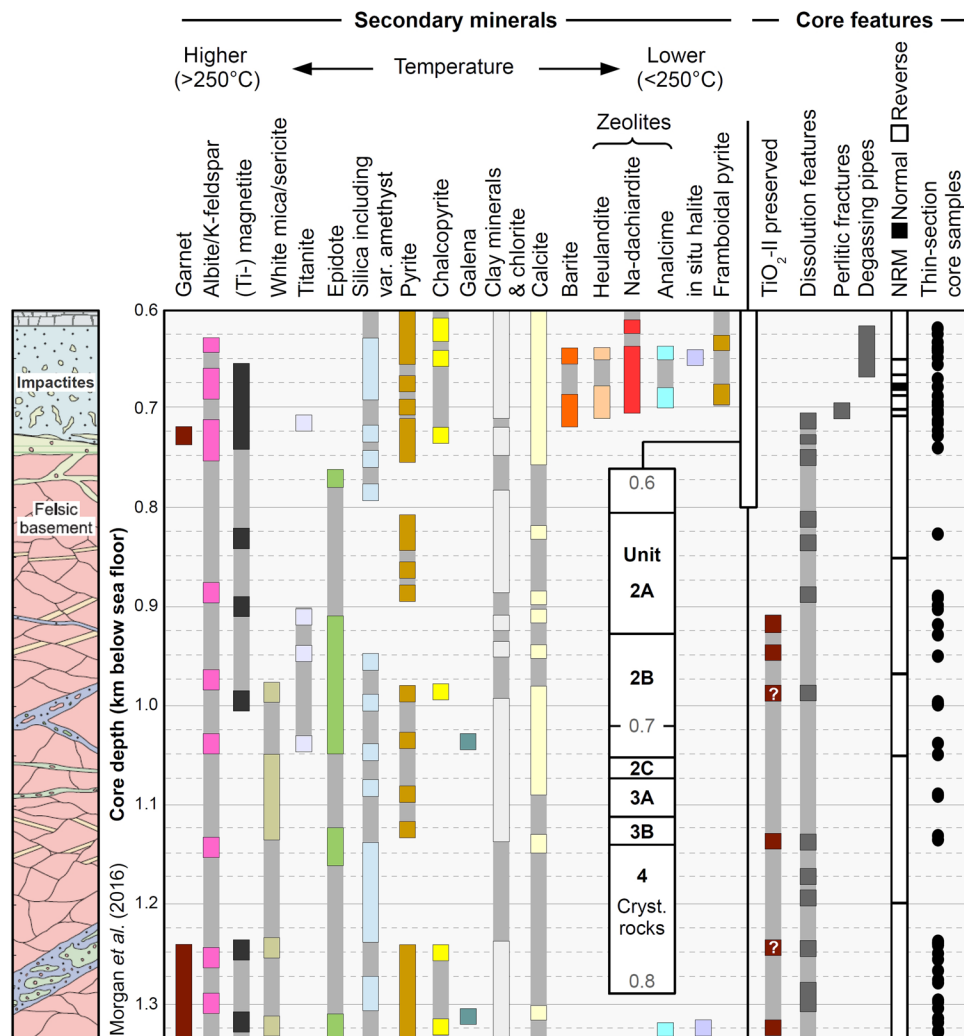 Secondary minerals
Core features
Higher
(>250°C)
Temperature
Lower
(<250°C)
Zeolites
Garnet
Albite/K-feldspar
(Ti-) magnetite
White mica/sericite
Titanite
Epidote
Silica including
var. amethyst
Pyrite
Chalcopyrite
Galena
Clay minerals
& chlorite
Calcite
Barite
Heulandite
Na-dachiardite
Analcime
in situ halite
Framboidal pyrite
TiO2-II preserved
Dissolution features
Perlitic fractures
Degassing pipes
NRM ■ Normal □ Reverse
Thin-section
core samples
Core depth (km below sea floor)
Morgan et al. (2016)
0.6
0.7
0.8
0.9
1.0
1.1
1.2
1.3
Impactites
Felsic
basement
0.6
Unit
2A
2B
0.7
2C
3A
3B
4
Cryst.
rocks
0.8
?
?